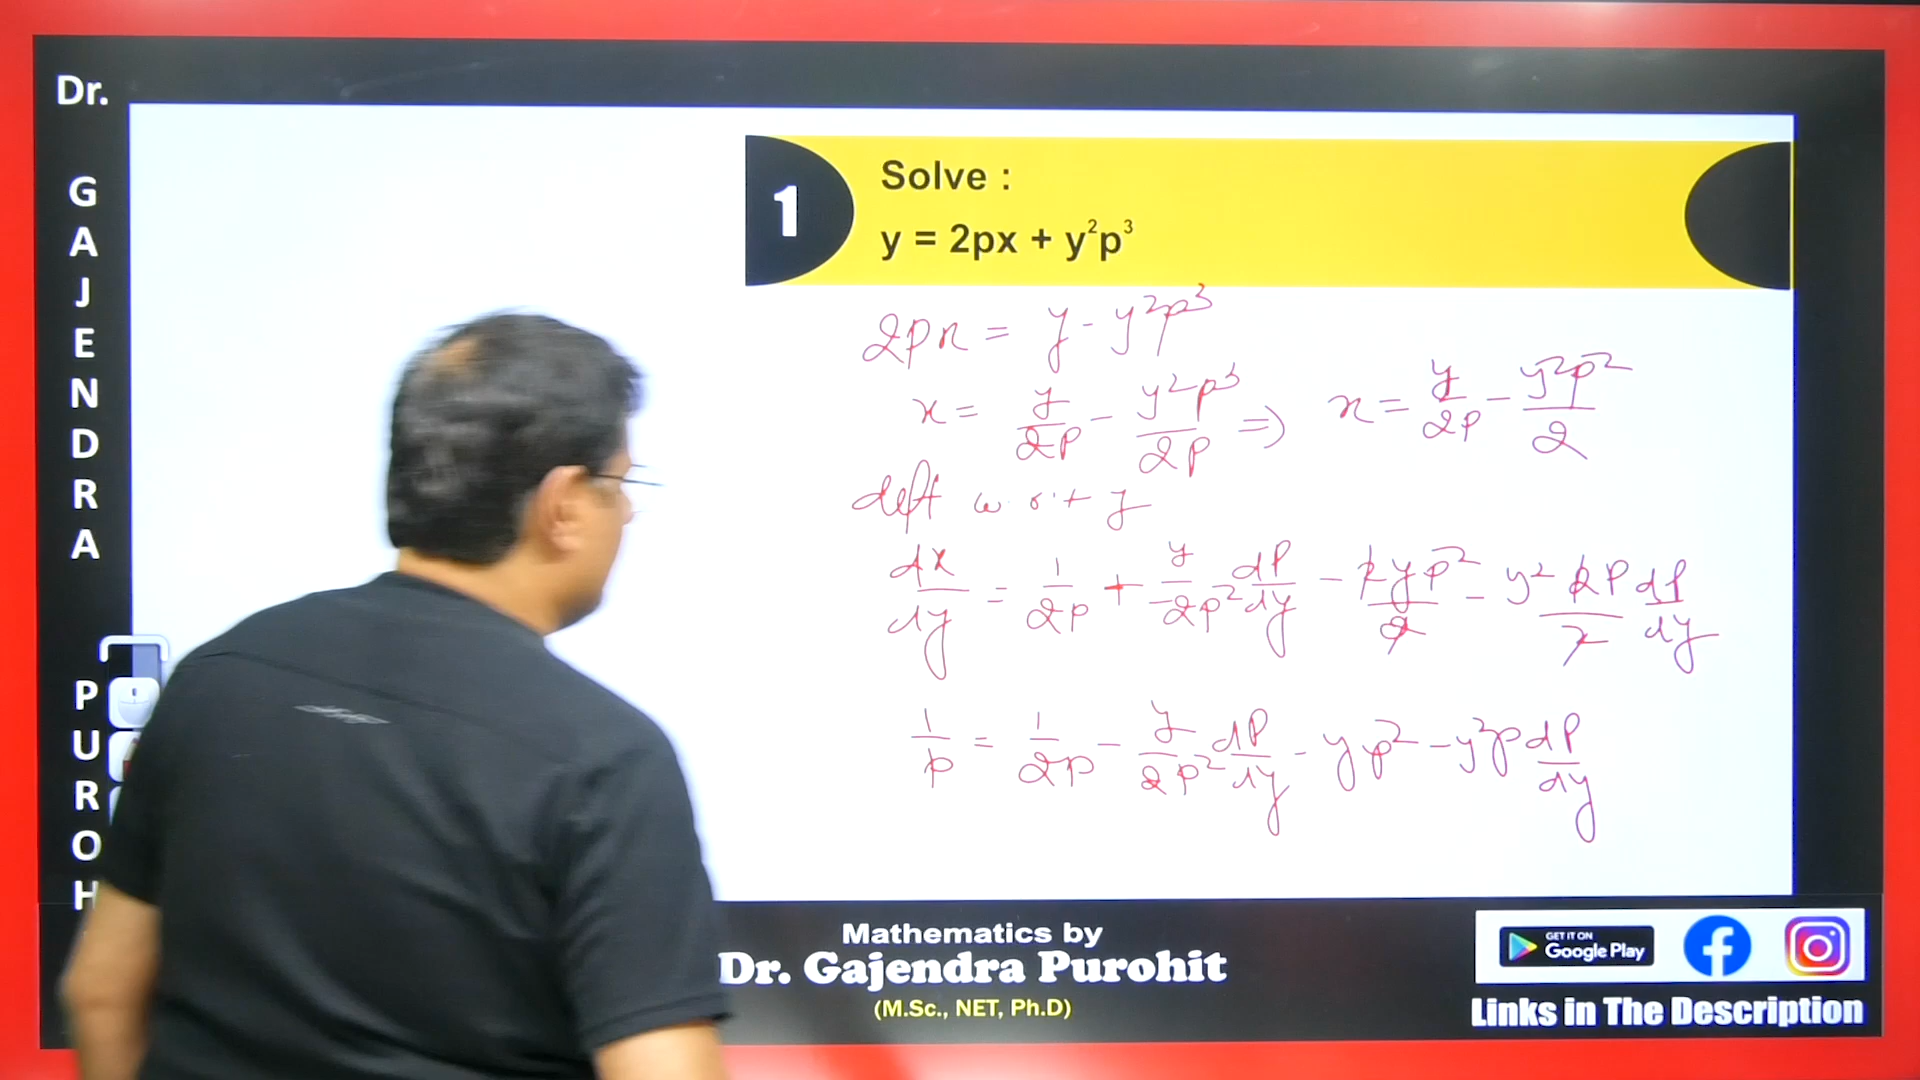 Dr.
GAJENDRA
PUROH
1
Solve :
y = 2px + y²p³
2px = y - y²p³
x = y/2p - y²p³/2p ⇒ x = y/2p - y²p²/2
deft w.r.t y
dx/dy = 1/2p + y/-2p² dp/dy - 2yp²/2 - y² 2p/2 dp/dy
1/p = 1/2p - y/2p² dp/dy - yp² - y²p dp/dy
Mathematics by
Dr. Gajendra Purohit
(M.Sc., NET, Ph.D)
GET IT ON
Google Play
Links in The Description